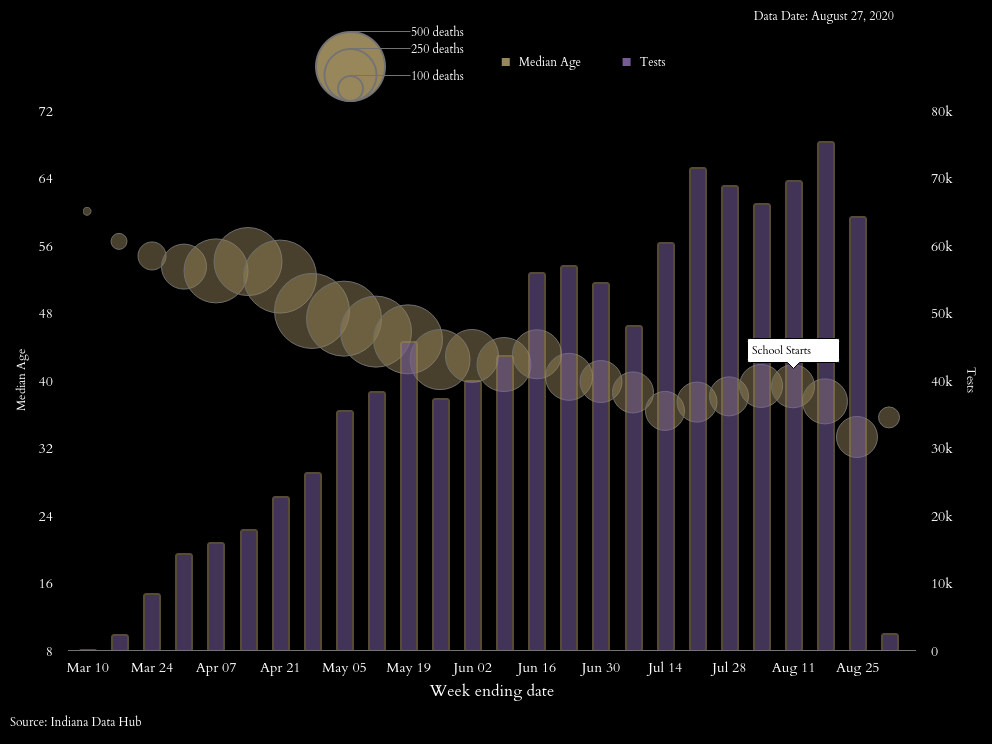 Data Date: August 27, 2020
500 deaths
250 deaths
100 deaths
Median Age
Tests
72
64
56
48
40
32
24
16
8
80k
70k
60k
50k
40k
30k
20k
10k
0
Median Age
Tests
School Starts
Mar 10 Mar 24 Apr 07 Apr 21 May 05 May 19 Jun 02 Jun 16 Jun 30 Jul 14 Jul 28 Aug 11 Aug 25
Week ending date
Source: Indiana Data Hub